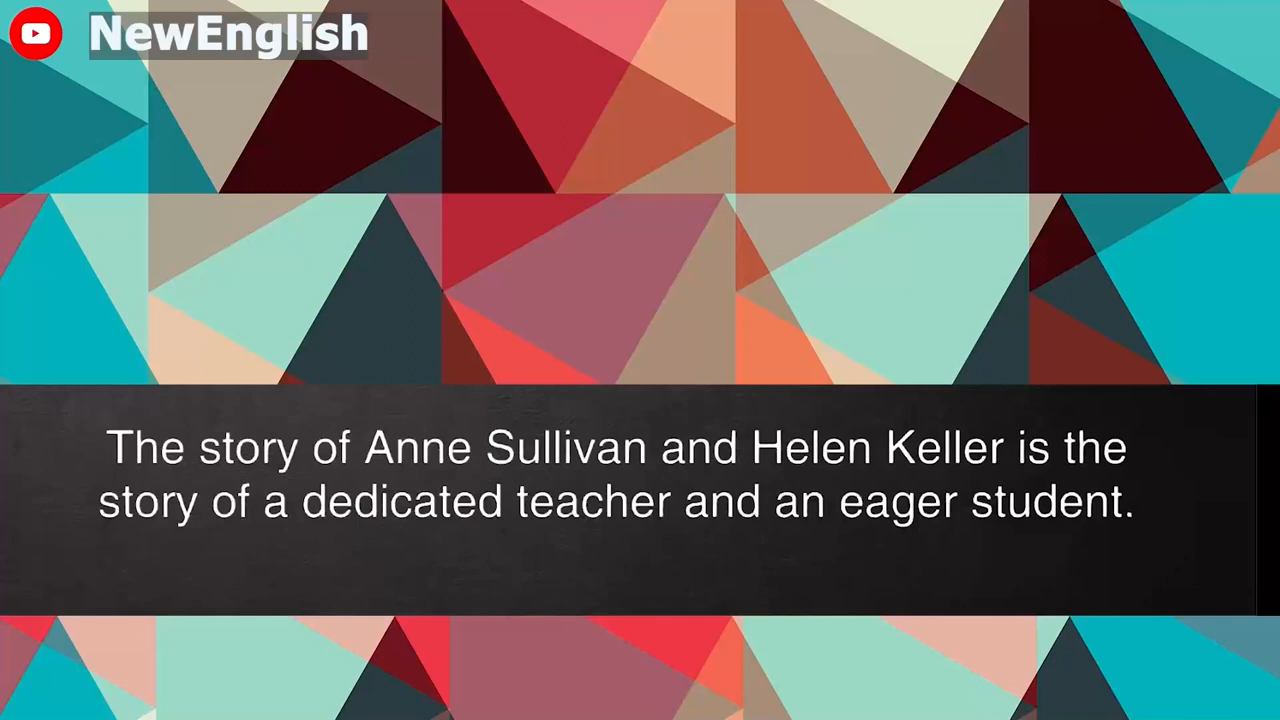 NewEnglish
The story of Anne Sullivan and Helen Keller is the
story of a dedicated teacher and an eager student.